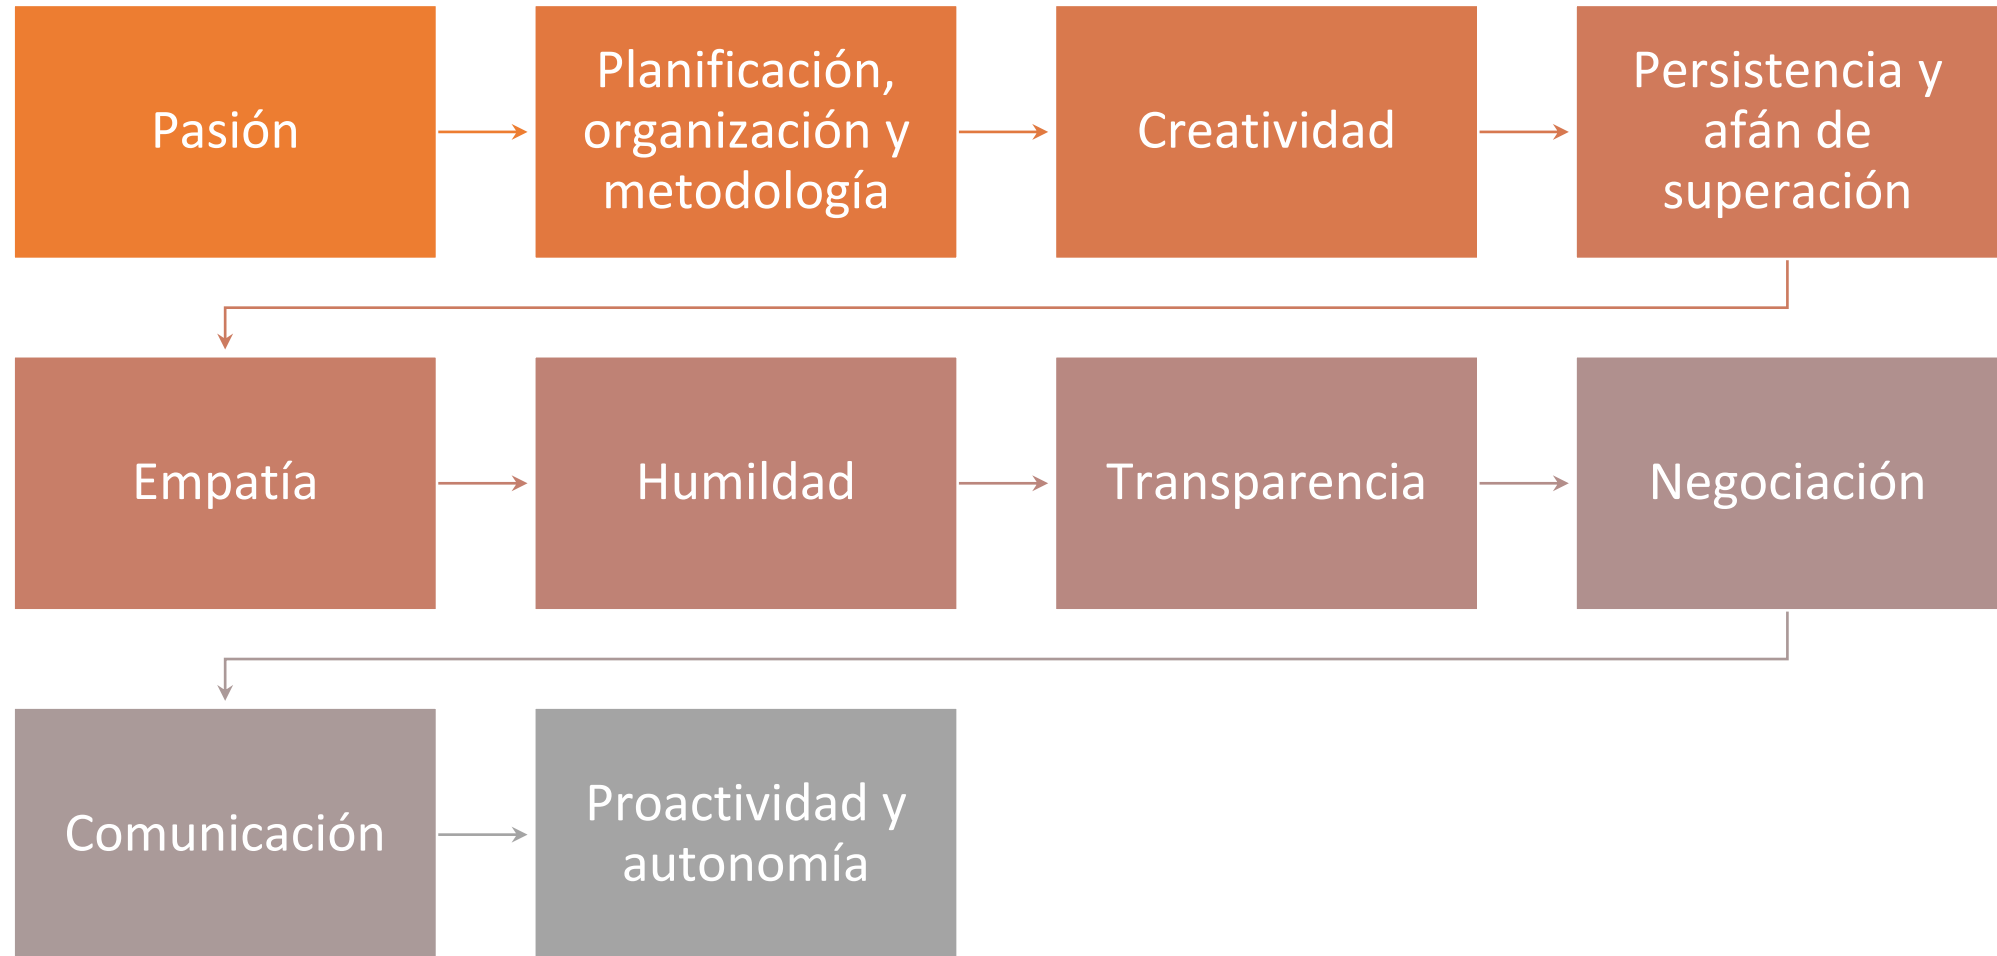 Pasión
Planificación,
organización y
metodología
Creatividad
Persistencia y
afán de
superación
Empatía
Humildad
Transparencia
Negociación
Comunicación
Proactividad y
autonomía